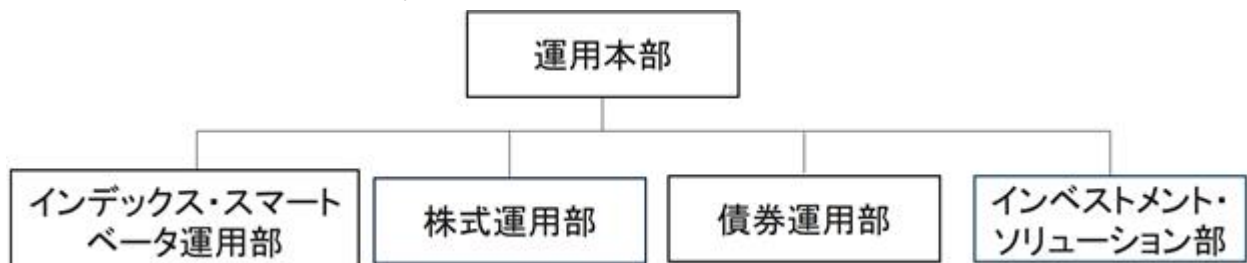 運用本部
インデックス・スマート
ベータ運用部
株式運用部
債券運用部
インベストメント・
ソリューション部